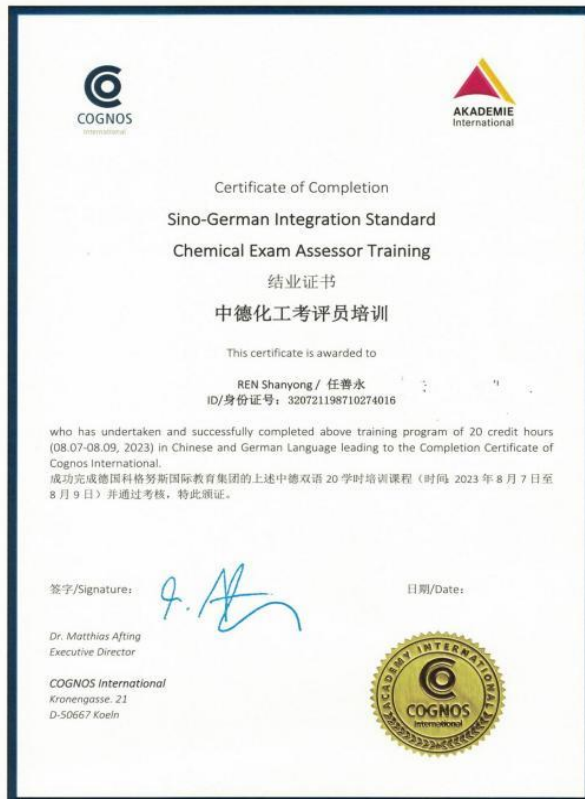 COGNOS
International
AKADEMIE
International
Certificate of Completion
Sino-German Integration Standard
Chemical Exam Assessor Training
结业证书
中德化工考评员培训
This certificate is awarded to
REN Shanyong / 任善永
ID/身份证号：320721198710274016
who has undertaken and successfully completed above training program of 20 credit hours
(08.07-08.09, 2023) in Chinese and German Language leading to the Completion Certificate of
Cognos International.
成功完成德国科格努斯国际教育集团的上述中德双语 20 学时培训课程（时间 2023 年 8 月 7 日至
8 月 9 日）并通过考核，特此颁证。
签字/Signature：
日期/Date：
Dr. Matthias Afting
Executive Director
COGNOS International
Kronengasse. 21
D-50667 Koeln
ACADEMY INTERNATIONAL
COGNOS
International